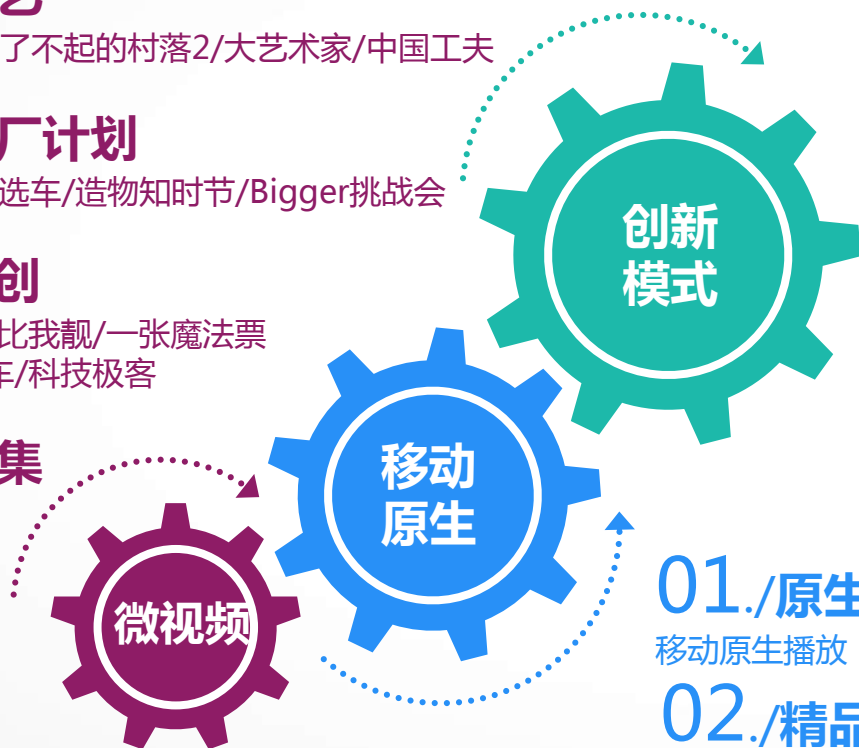 艺
了不起的村落2/大艺术家/中国工夫
厂计划
选车/造物知时节/Bigger挑战会
创
比我靓/一张魔法票
车/科技极客
集
创新
模式
移动
原生
微视频
01./原生
移动原生播放
02./精品